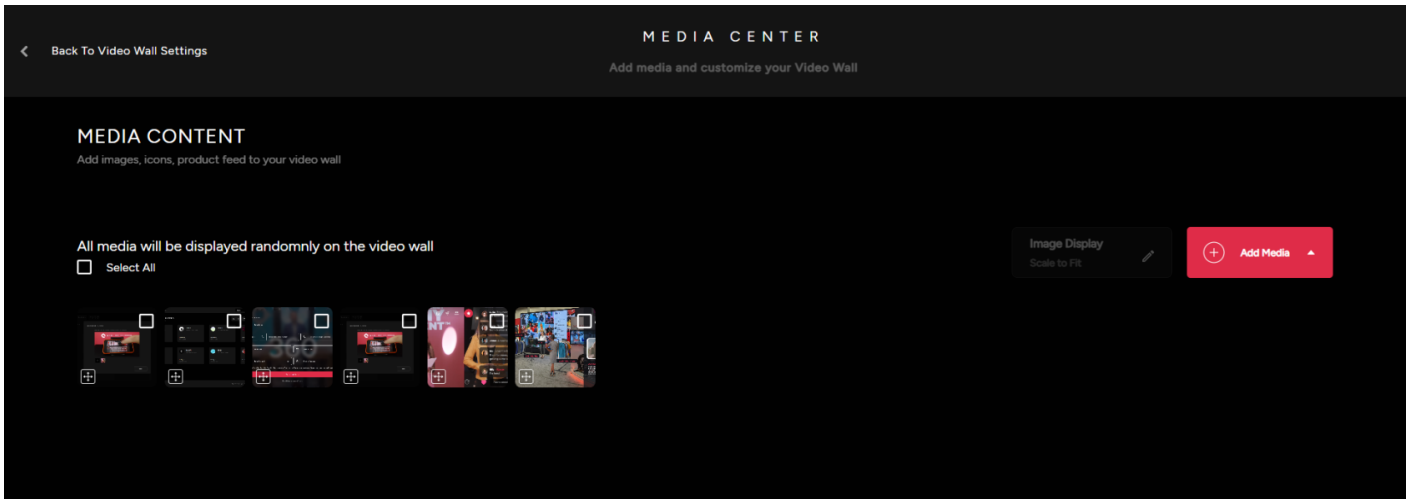 Back To Video Wall Settings
MEDIA CENTER
Add media and customize your Video Wall
MEDIA CONTENT
Add images, icons, product feed to your video wall
All media will be displayed randomnly on the video wall
Select All
Image Display
Scale to Fit
Add Media